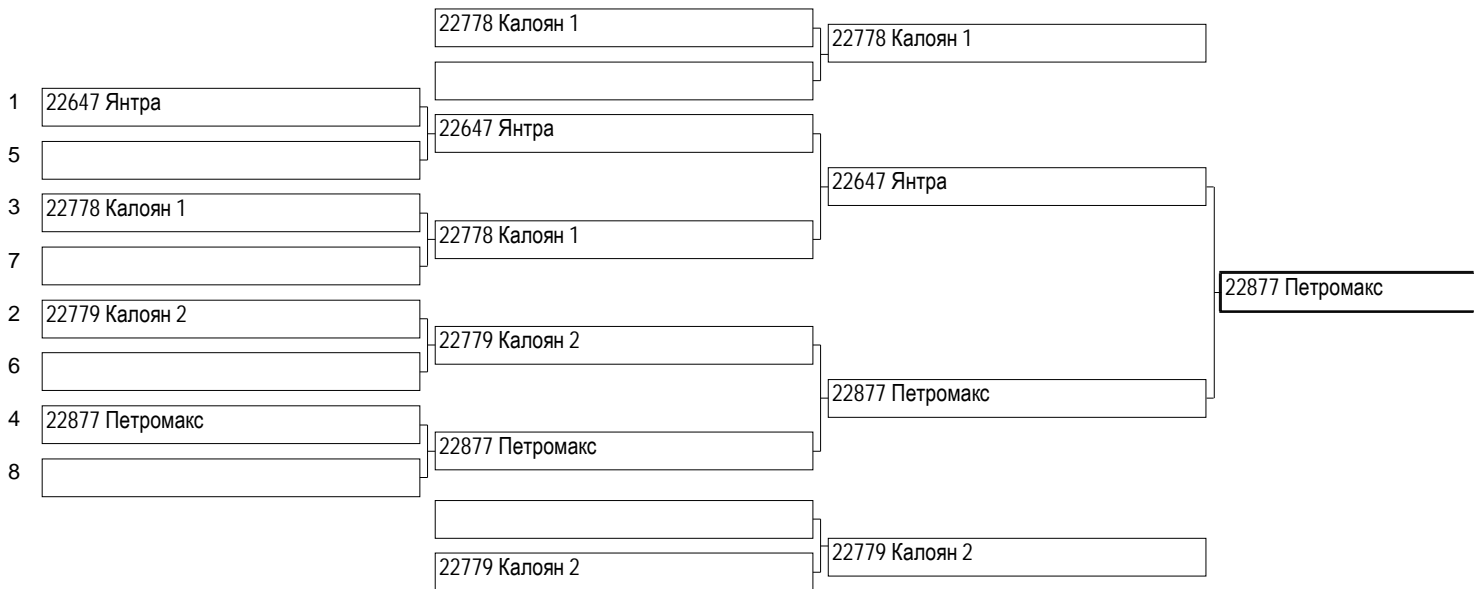 22778 Калоян 1
22778 Калоян 1
1 22647 Янтра
22647 Янтра
5
22647 Янтра
3 22778 Калоян 1
22778 Калоян 1
7
22877 Петромакс
2 22779 Калоян 2
22779 Калоян 2
6
22877 Петромакс
4 22877 Петромакс
22877 Петромакс
8
22779 Калоян 2
22779 Калоян 2